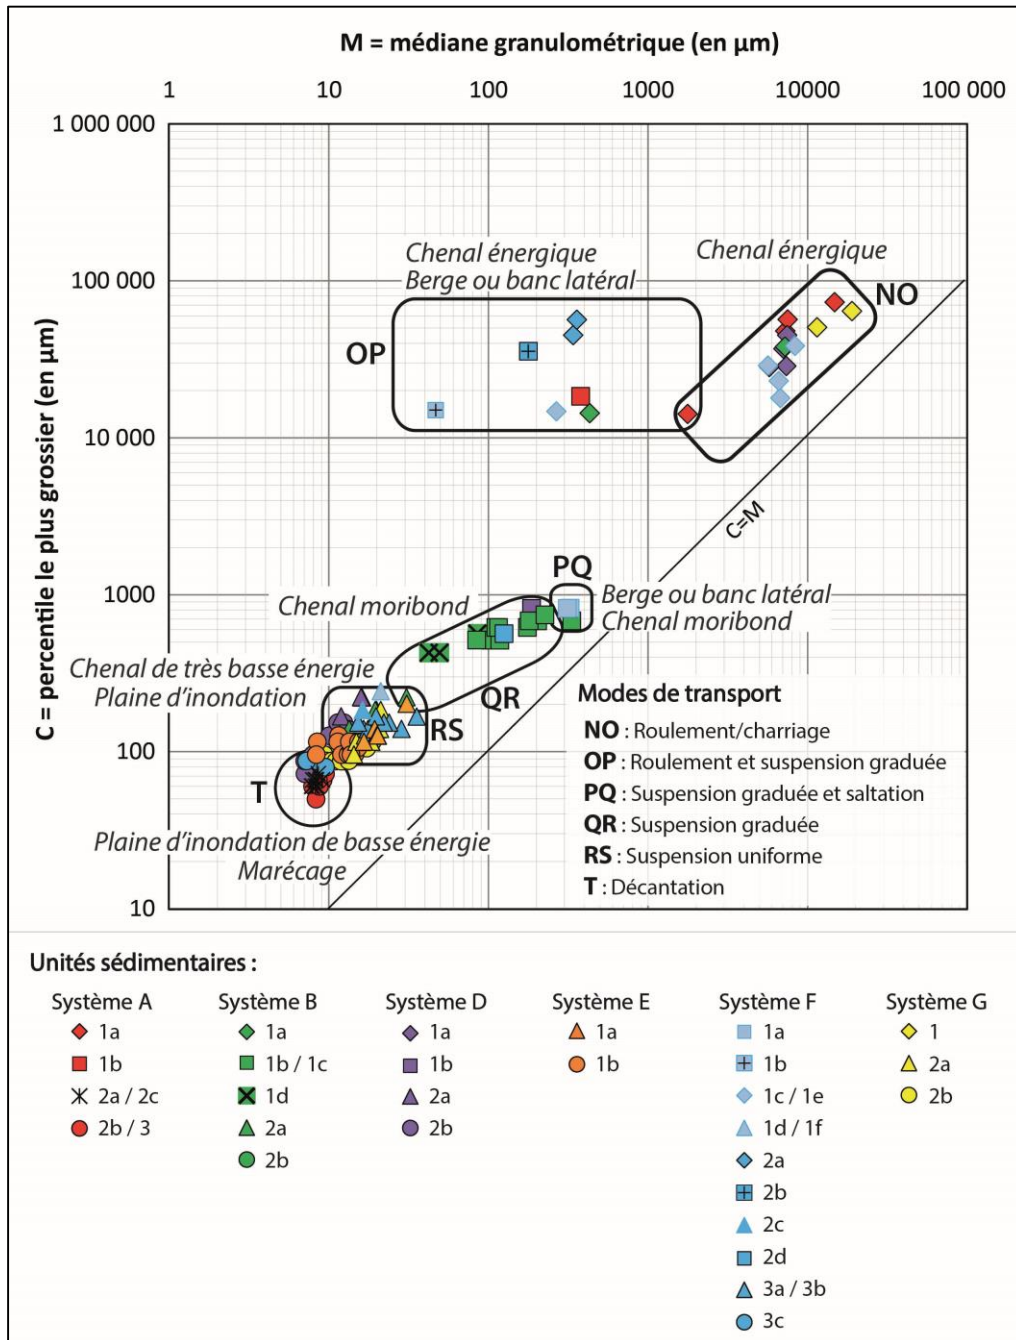 M = médiane granulométrique (en µm)
1 10 100 1000 10000 100 000
C = percentile le plus grossier (en µm)
1 000 000
100 000
10 000
1000
100
10
Chenal énergique
Berge ou banc latéral
Chenal énergique
NO
OP
C=M
PQ
Chenal moribond
Berge ou banc latéral
Chenal moribond
Chenal de très basse énergie
Plaine d'inondation
QR
RS
T
Plaine d'inondation de basse énergie
Marécage
Modes de transport
NO : Roulement/charriage
OP : Roulement et suspension graduée
PQ : Suspension graduée et saltation
QR : Suspension graduée
RS : Suspension uniforme
T : Décantation
Unités sédimentaires :
Système A
1a
1b
2a / 2c
2b / 3
Système B
1a
1b / 1c
1d
2a
2b
Système D
1a
1b
2a
2b
Système E
1a
1b
Système F
1a
1b
1c / 1e
1d / 1f
2a
2b
2c
2d
3a / 3b
3c
Système G
1
2a
2b